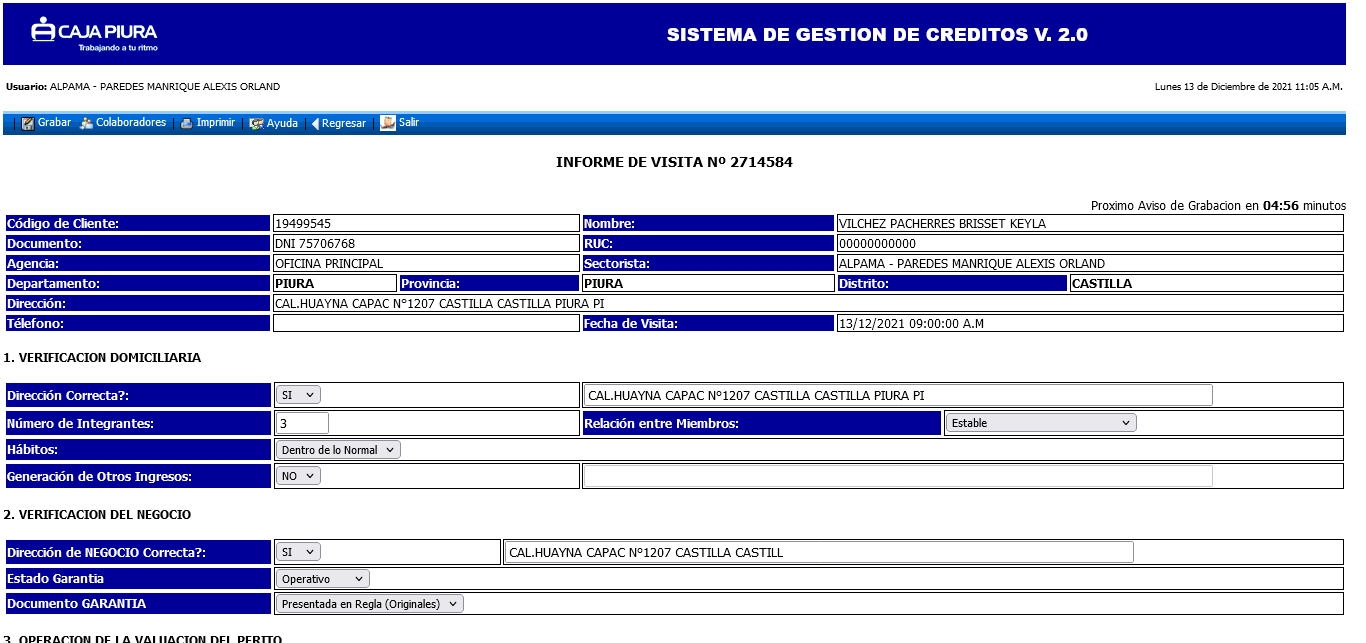 CAJA PIURA
Trabajando a tu ritmo
SISTEMA DE GESTION DE CREDITOS V. 2.0
Usuario: ALPAMA - PAREDES MANRIQUE ALEXIS ORLAND
Lunes 13 de Diciembre de 2021 11:05 A.M.
Grabar Colaboradores Imprimir Ayuda Regresar Salir
INFORME DE VISITA Nº 2714584
Proximo Aviso de Grabacion en 04:56 minutos
Código de Cliente: 19499545 Nombre: VILCHEZ PACHERRES BRISSET KEYLA
Documento: DNI 75706768 RUC: 00000000000
Agencia: OFICINA PRINCIPAL Sectorista: ALPAMA - PAREDES MANRIQUE ALEXIS ORLAND
Departamento: PIURA Provincia: PIURA Distrito: CASTILLA
Dirección: CAL.HUAYNA CAPAC Nº1207 CASTILLA CASTILLA PIURA PI
Télefono: Fecha de Visita: 13/12/2021 09:00:00 A.M
1. VERIFICACION DOMICILIARIA
Dirección Correcta?: SI CAL.HUAYNA CAPAC Nº1207 CASTILLA CASTILLA PIURA PI
Número de Integrantes: 3 Relación entre Miembros: Estable
Hábitos: Dentro de lo Normal
Generación de Otros Ingresos: NO
2. VERIFICACION DEL NEGOCIO
Dirección de NEGOCIO Correcta?: SI CAL.HUAYNA CAPAC Nº1207 CASTILLA CASTILL
Estado Garantia Operativo
Documento GARANTIA Presentada en Regla (Originales)
3. OPERACION DE LA VALUACION DEL PERITO